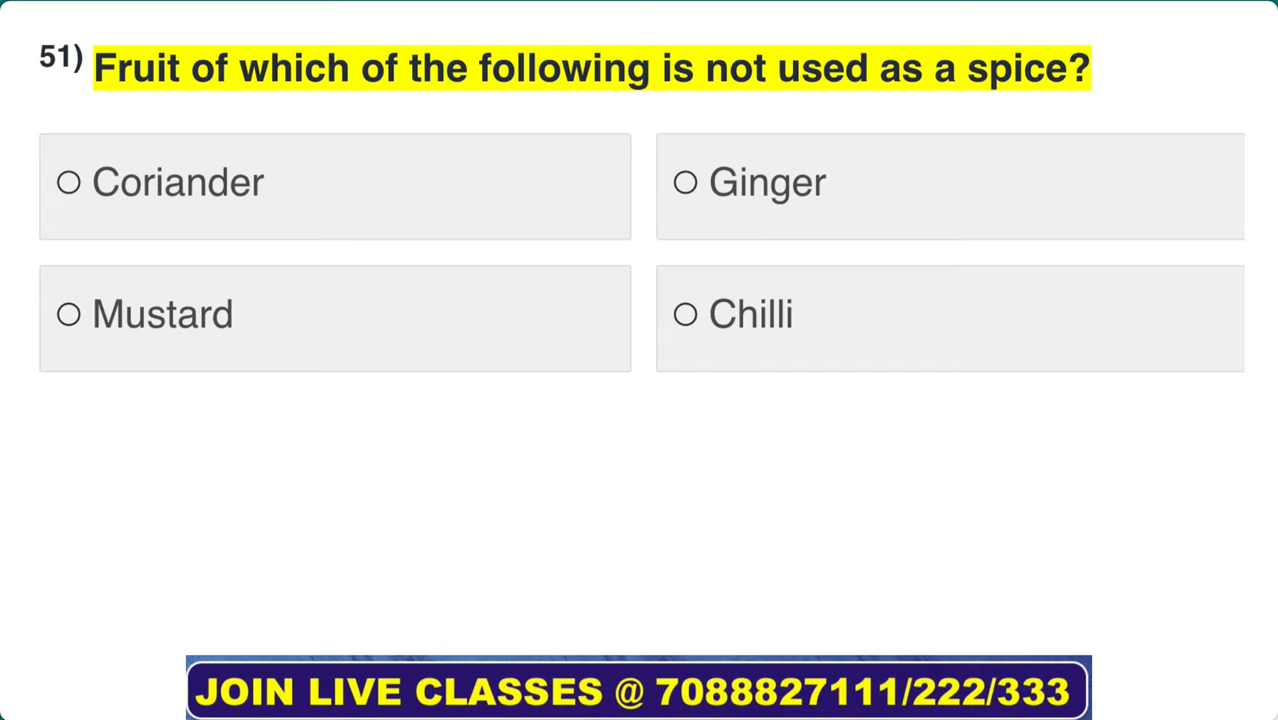 51) Fruit of which of the following is not used as a spice?
Coriander
Ginger
Mustard
Chilli
JOIN LIVE CLASSES @ 7088827111/222/333